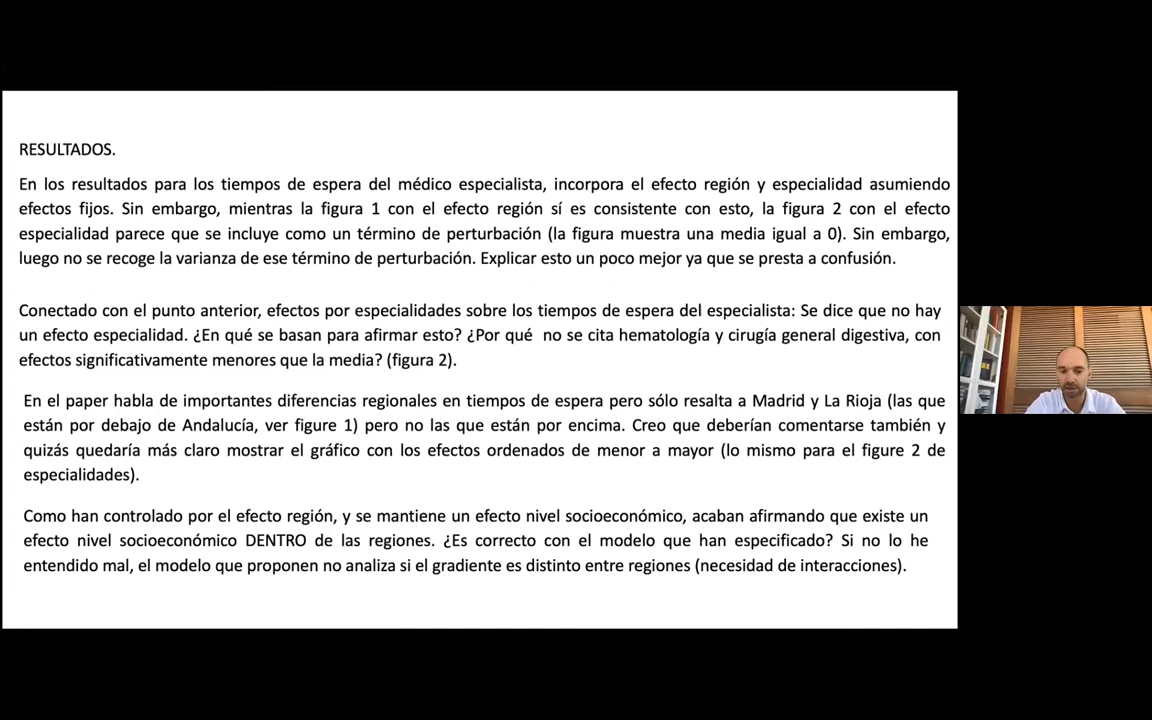 RESULTADOS.
En los resultados para los tiempos de espera del médico especialista, incorpora el efecto región y especialidad asumiendo
efectos fijos. Sin embargo, mientras la figura 1 con el efecto región sí es consistente con esto, la figura 2 con el efecto
especialidad parece que se incluye como un término de perturbación (la figura muestra una media igual a 0). Sin embargo,
luego no se recoge la varianza de ese término de perturbación. Explicar esto un poco mejor ya que se presta a confusión.
Conectado con el punto anterior, efectos por especialidades sobre los tiempos de espera del especialista: Se dice que no hay
un efecto especialidad. ¿En qué se basan para afirmar esto? ¿Por qué no se cita hematología y cirugía general digestiva, con
efectos significativamente menores que la media? (figura 2).
En el paper habla de importantes diferencias regionales en tiempos de espera pero sólo resalta a Madrid y La Rioja (las que
están por debajo de Andalucía, ver figure 1) pero no las que están por encima. Creo que deberían comentarse también y
quizás quedaría más claro mostrar el gráfico con los efectos ordenados de menor a mayor (lo mismo para el figure 2 de
especialidades).
Como han controlado por el efecto región, y se mantiene un efecto nivel socioeconómico, acaban afirmando que existe un
efecto nivel socioeconómico DENTRO de las regiones. ¿Es correcto con el modelo que han especificado? Si no lo he
entendido mal, el modelo que proponen no analiza si el gradiente es distinto entre regiones (necesidad de interacciones).